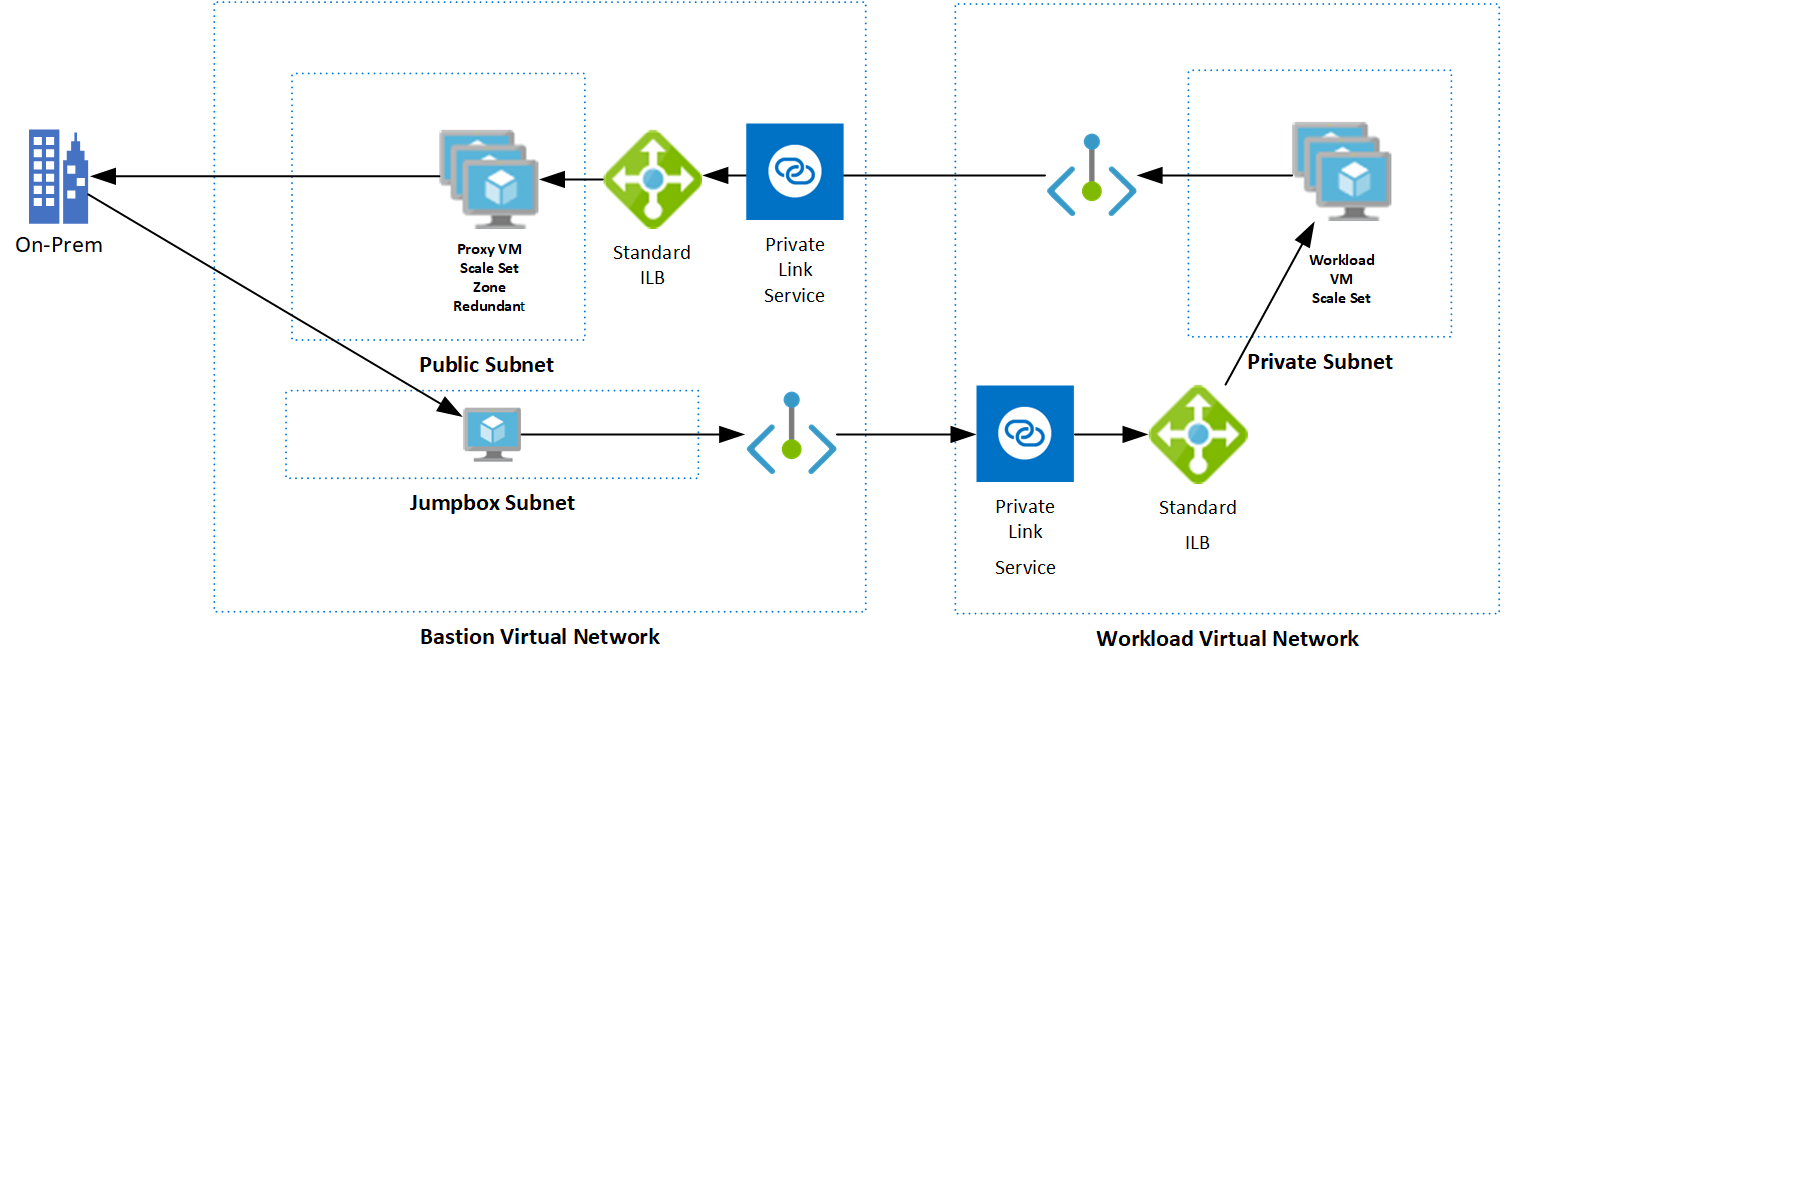 On-Prem
Proxy VM
Scale Set
Zone
Redundant
Standard
ILB
Private
Link
Service
Public Subnet
Jumpbox Subnet
Bastion Virtual Network
Workload
VM
Scale Set
Private Subnet
Private
Link
Service
Standard
ILB
Workload Virtual Network